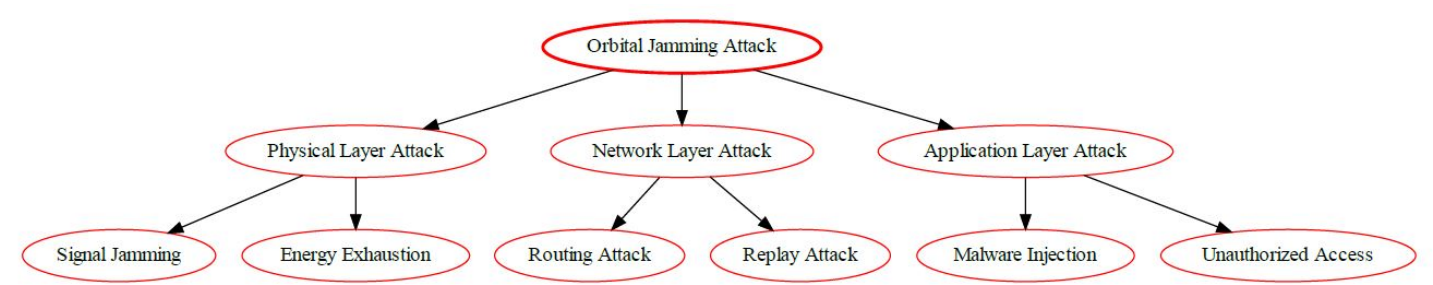 Orbital Jamming Attack
Physical Layer Attack
Network Layer Attack
Application Layer Attack
Signal Jamming
Energy Exhaustion
Routing Attack
Replay Attack
Malware Injection
Unauthorized Access